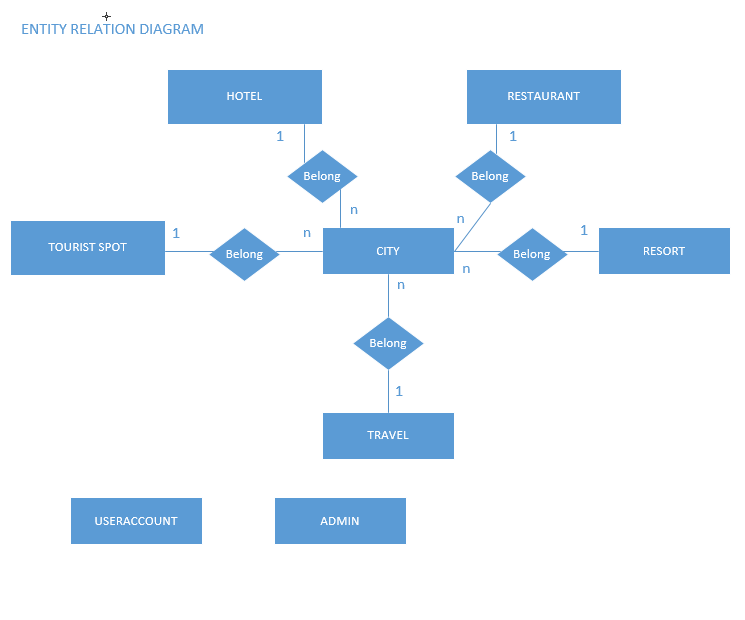 ENTITY RELATION DIAGRAM
HOTEL
RESTAURANT
1
1
Belong
Belong
n
n
TOURIST SPOT
1
Belong
n
CITY
n
Belong
1
RESORT
n
Belong
1
TRAVEL
USERACCOUNT
ADMIN